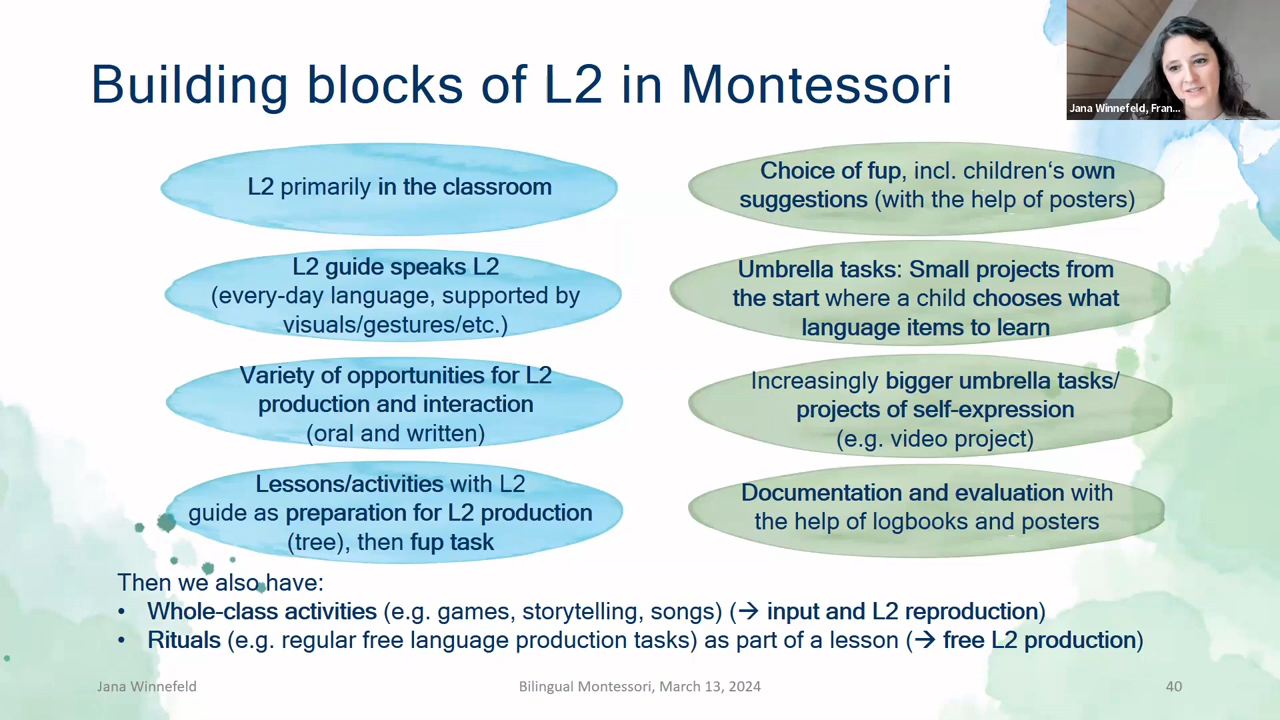 Building blocks of L2 in Montessori
Jana Winnefeld, Fran...
L2 primarily in the classroom
L2 guide speaks L2
(every-day language, supported by
visuals/gestures/etc.)
Variety of opportunities for L2
production and interaction
(oral and written)
Lessons/activities with L2
guide as preparation for L2 production
(tree), then fup task
Choice of fup, incl. children‘s own
suggestions (with the help of posters)
Umbrella tasks: Small projects from
the start where a child chooses what
language items to learn
Increasingly bigger umbrella tasks/
projects of self-expression
(e.g. video project)
Documentation and evaluation with
the help of logbooks and posters
Then we also have:
• Whole-class activities (e.g. games, storytelling, songs) (→ input and L2 reproduction)
• Rituals (e.g. regular free language production tasks) as part of a lesson (→ free L2 production)
Jana Winnefeld
Bilingual Montessori, March 13, 2024
40